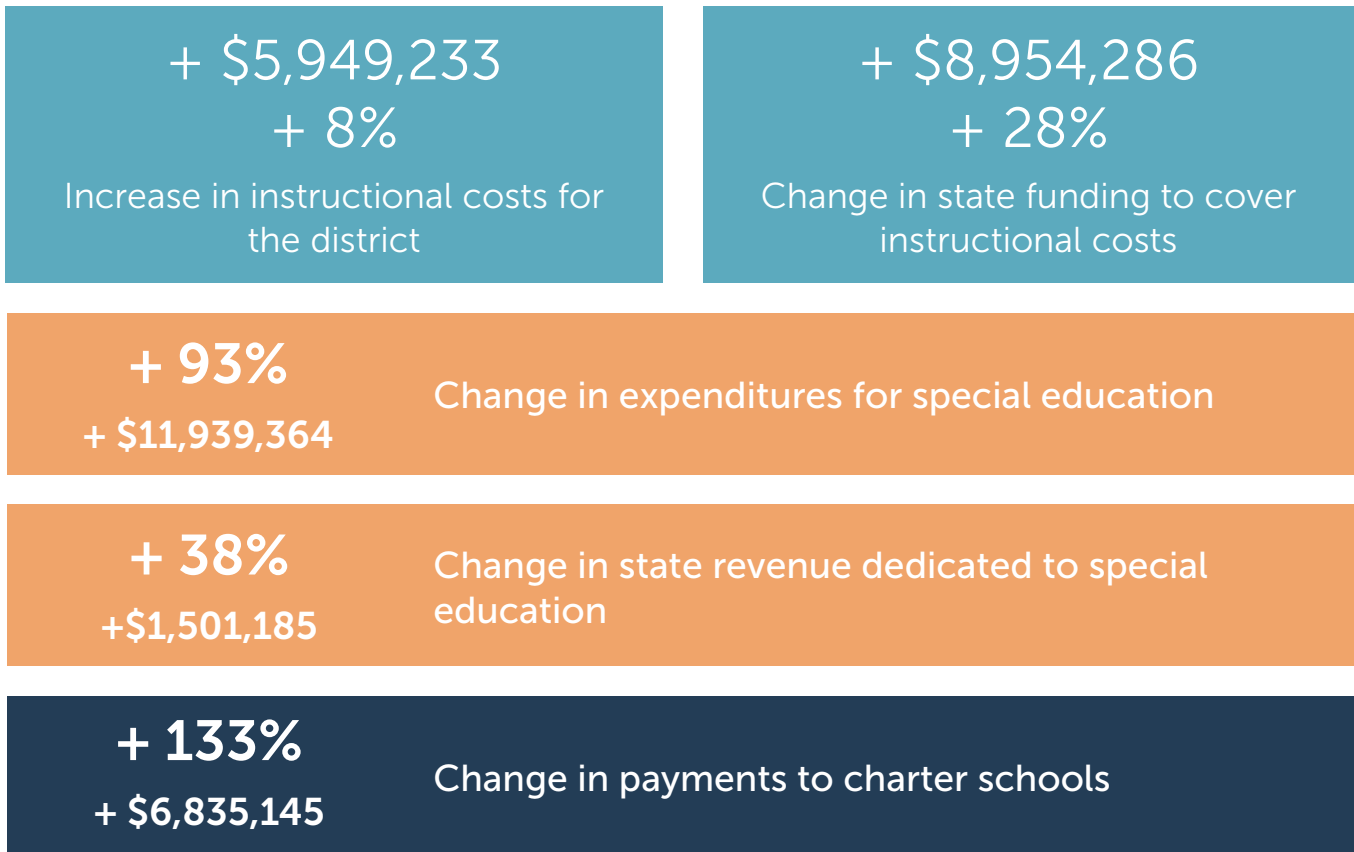 + $5,949,233
+ 8%
Increase in instructional costs for
the district
+ $8,954,286
+ 28%
Change in state funding to cover
instructional costs
+ 93%
+ $11,939,364
Change in expenditures for special education
+ 38%
+$1,501,185
Change in state revenue dedicated to special
education
+ 133%
+ $6,835,145
Change in payments to charter schools